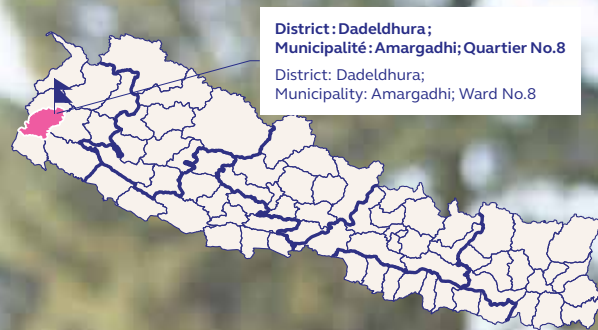 District : Dadeldhura ;
Municipalité : Amargadhi; Quartier No.8
District: Dadeldhura;
Municipality: Amargadhi; Ward No.8